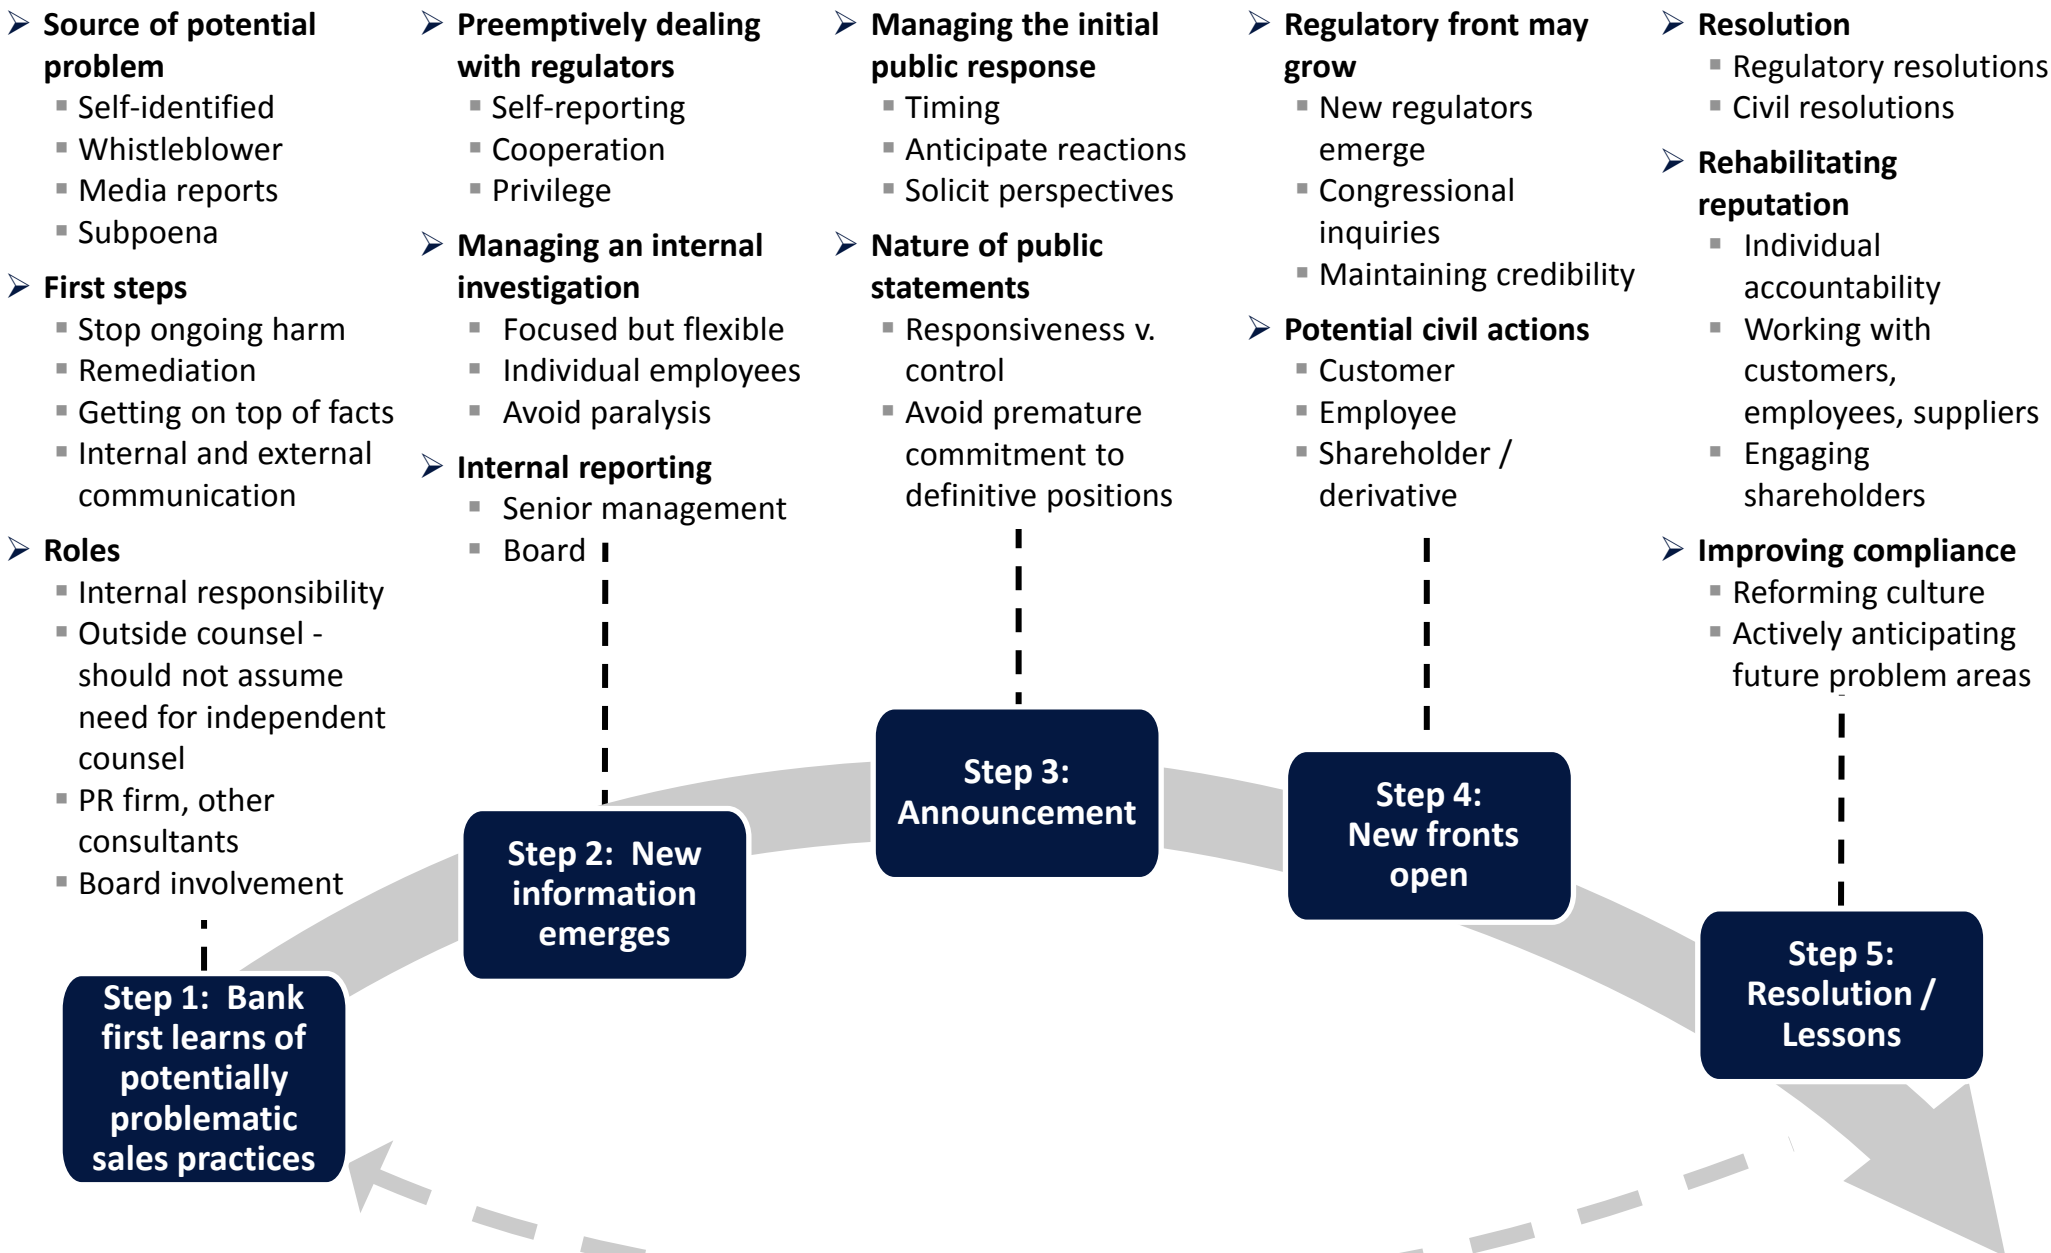 Source of potential
problem
Self-identified
Whistleblower
Media reports
Subpoena
First steps
Stop ongoing harm
Remediation
Getting on top of facts
Internal and external
communication
Roles
Internal responsibility
Outside counsel -
should not assume
need for independent
counsel
PR firm, other
consultants
Board involvement
Preemptively dealing
with regulators
Self-reporting
Cooperation
Privilege
Managing an internal
investigation
Focused but flexible
Individual employees
Avoid paralysis
Internal reporting
Senior management
Board
Managing the initial
public response
Timing
Anticipate reactions
Solicit perspectives
Nature of public
statements
Responsiveness v.
control
Avoid premature
commitment to
definitive positions
Regulatory front may
grow
New regulators
emerge
Congressional
inquiries
Maintaining credibility
Potential civil actions
Customer
Employee
Shareholder /
derivative
Resolution
Regulatory resolutions
Civil resolutions
Rehabilitating
reputation
Individual
accountability
Working with
customers,
employees, suppliers
Engaging
shareholders
Improving compliance
Reforming culture
Actively anticipating
future problem areas
Step 1: Bank
first learns of
potentially
problematic
sales practices
Step 2: New
information
emerges
Step 3:
Announcement
Step 4:
New fronts
open
Step 5:
Resolution /
Lessons